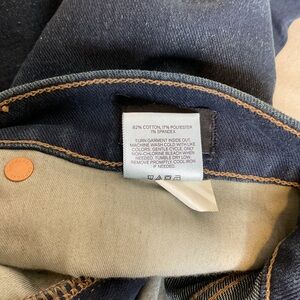 82% COTTON, 17% POLYESTER
1% SPANDEX
TURN GARMENT INSIDE OUT,
MACHINE WASH COLD WITH LIKE
COLORS. GENTLE CYCLE. ONLY
NON-CHLORINE BLEACH WHEN
NEEDED. TUMBLE DRY LOW
REMOVE PROMPTLY. COOL IRON
IF NEEDED.